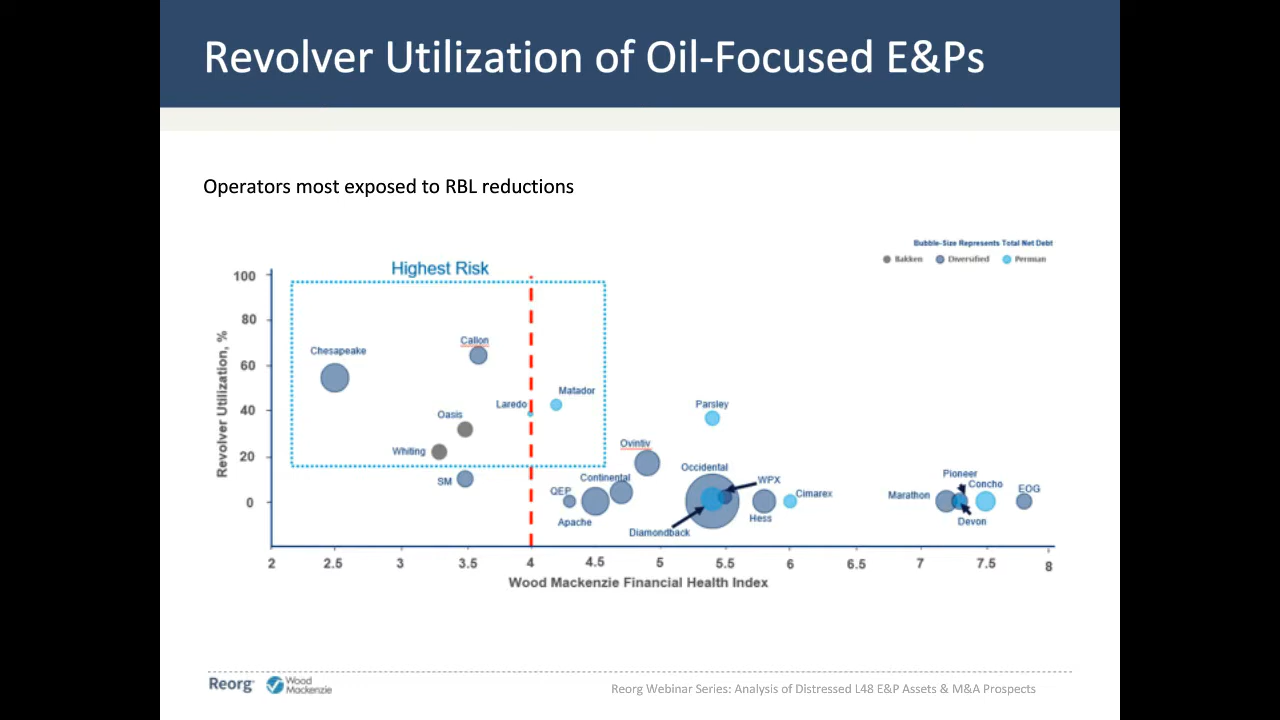 Revolver Utilization of Oil-Focused E&Ps
Operators most exposed to RBL reductions
Bubble-Size Represents Total Net Debt
Bakken
Diversified
Permian
Highest Risk
Revolver Utilization, %
100
80
60
40
20
0
Chesapeake
Callon
Matador
Laredo
Oasis
Whiting
SM
Parsley
Ovintiv
Occidental
Continental
WPX
QEP
Apache
Diamondback
Hess
Cimarex
Pioneer
Concho
EOG
Marathon
Devon
2
2.5
3
3.5
4
4.5
5
5.5
6
6.5
7
7.5
8
Wood Mackenzie Financial Health Index
Reorg
Wood
Mackenzie
Reorg Webinar Series: Analysis of Distressed L48 E&P Assets & M&A Prospects